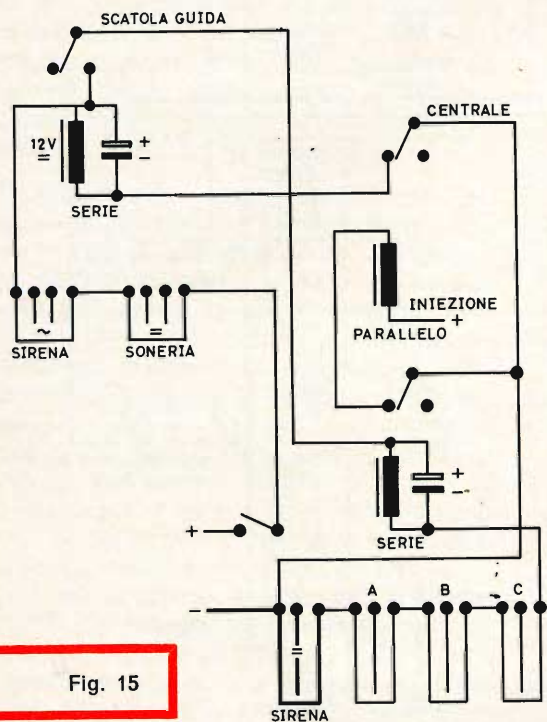 SCATOLA GUIDA
CENTRALE
12V
=
+
-
SERIE
INIEZIONE
+
PARALLELO
~
=
SIRENA
SONERIA
+
-
SERIE
+
-
A
B
C
=
SIRENA
Fig. 15